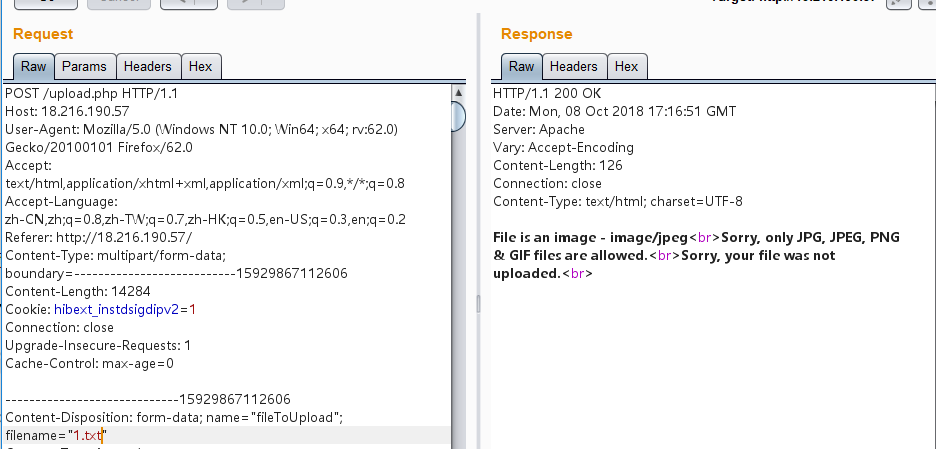 Request
Response
Raw Params Headers Hex
Raw Headers Hex
POST /upload.php HTTP/1.1
Host: 18.216.190.57
User-Agent: Mozilla/5.0 (Windows NT 10.0; Win64; x64; rv:62.0)
Gecko/20100101 Firefox/62.0
Accept:
text/html,application/xhtml+xml,application/xml;q=0.9,*/*;q=0.8
Accept-Language:
zh-CN,zh;q=0.8,zh-TW;q=0.7,zh-HK;q=0.5,en-US;q=0.3,en;q=0.2
Referer: http://18.216.190.57/
Content-Type: multipart/form-data;
boundary=---------------------------15929867112606
Content-Length: 14284
Cookie: hibext_instdsigdipv2=1
Connection: close
Upgrade-Insecure-Requests: 1
Cache-Control: max-age=0
-----------------------------15929867112606
Content-Disposition: form-data; name="fileToUpload";
filename="1.txt"
HTTP/1.1 200 OK
Date: Mon, 08 Oct 2018 17:16:51 GMT
Server: Apache
Vary: Accept-Encoding
Content-Length: 126
Connection: close
Content-Type: text/html; charset=UTF-8
File is an image - image/jpeg<br>Sorry, only JPG, JPEG, PNG
& GIF files are allowed.<br>Sorry, your file was not
uploaded.<br>